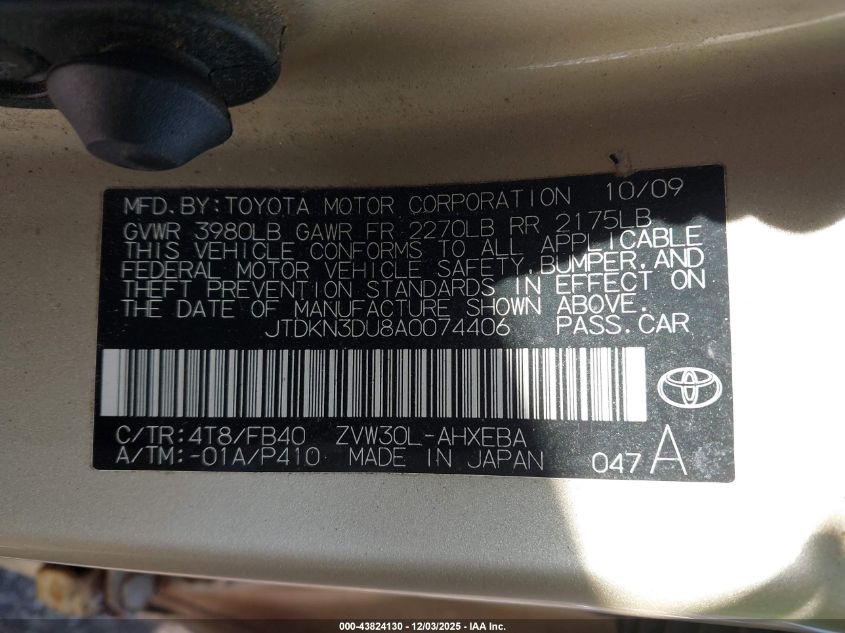 MFD.BY:TOYOTA MOTOR CORPORATION 10/09
GVWR 3980LB GAWR FR 2270LB RR 2175LB
THIS VEHICLE CONFORMS TO ALL APPLICABLE
FEDERAL MOTOR VEHICLE SAFETY,BUMPER,AND
THEFT PREVENTION STANDARDS IN EFFECT ON
THE DATE OF MANUFACTURE SHOWN ABOVE.
JTDKN3DU8A0074406 PASS.CAR
C/TR:4T8/FB40 ZVW30L-AHXEBA
A/TM:-01A/P410 MADE IN JAPAN 047 A
000-43824130 - 12/03/2025 - IAA Inc.